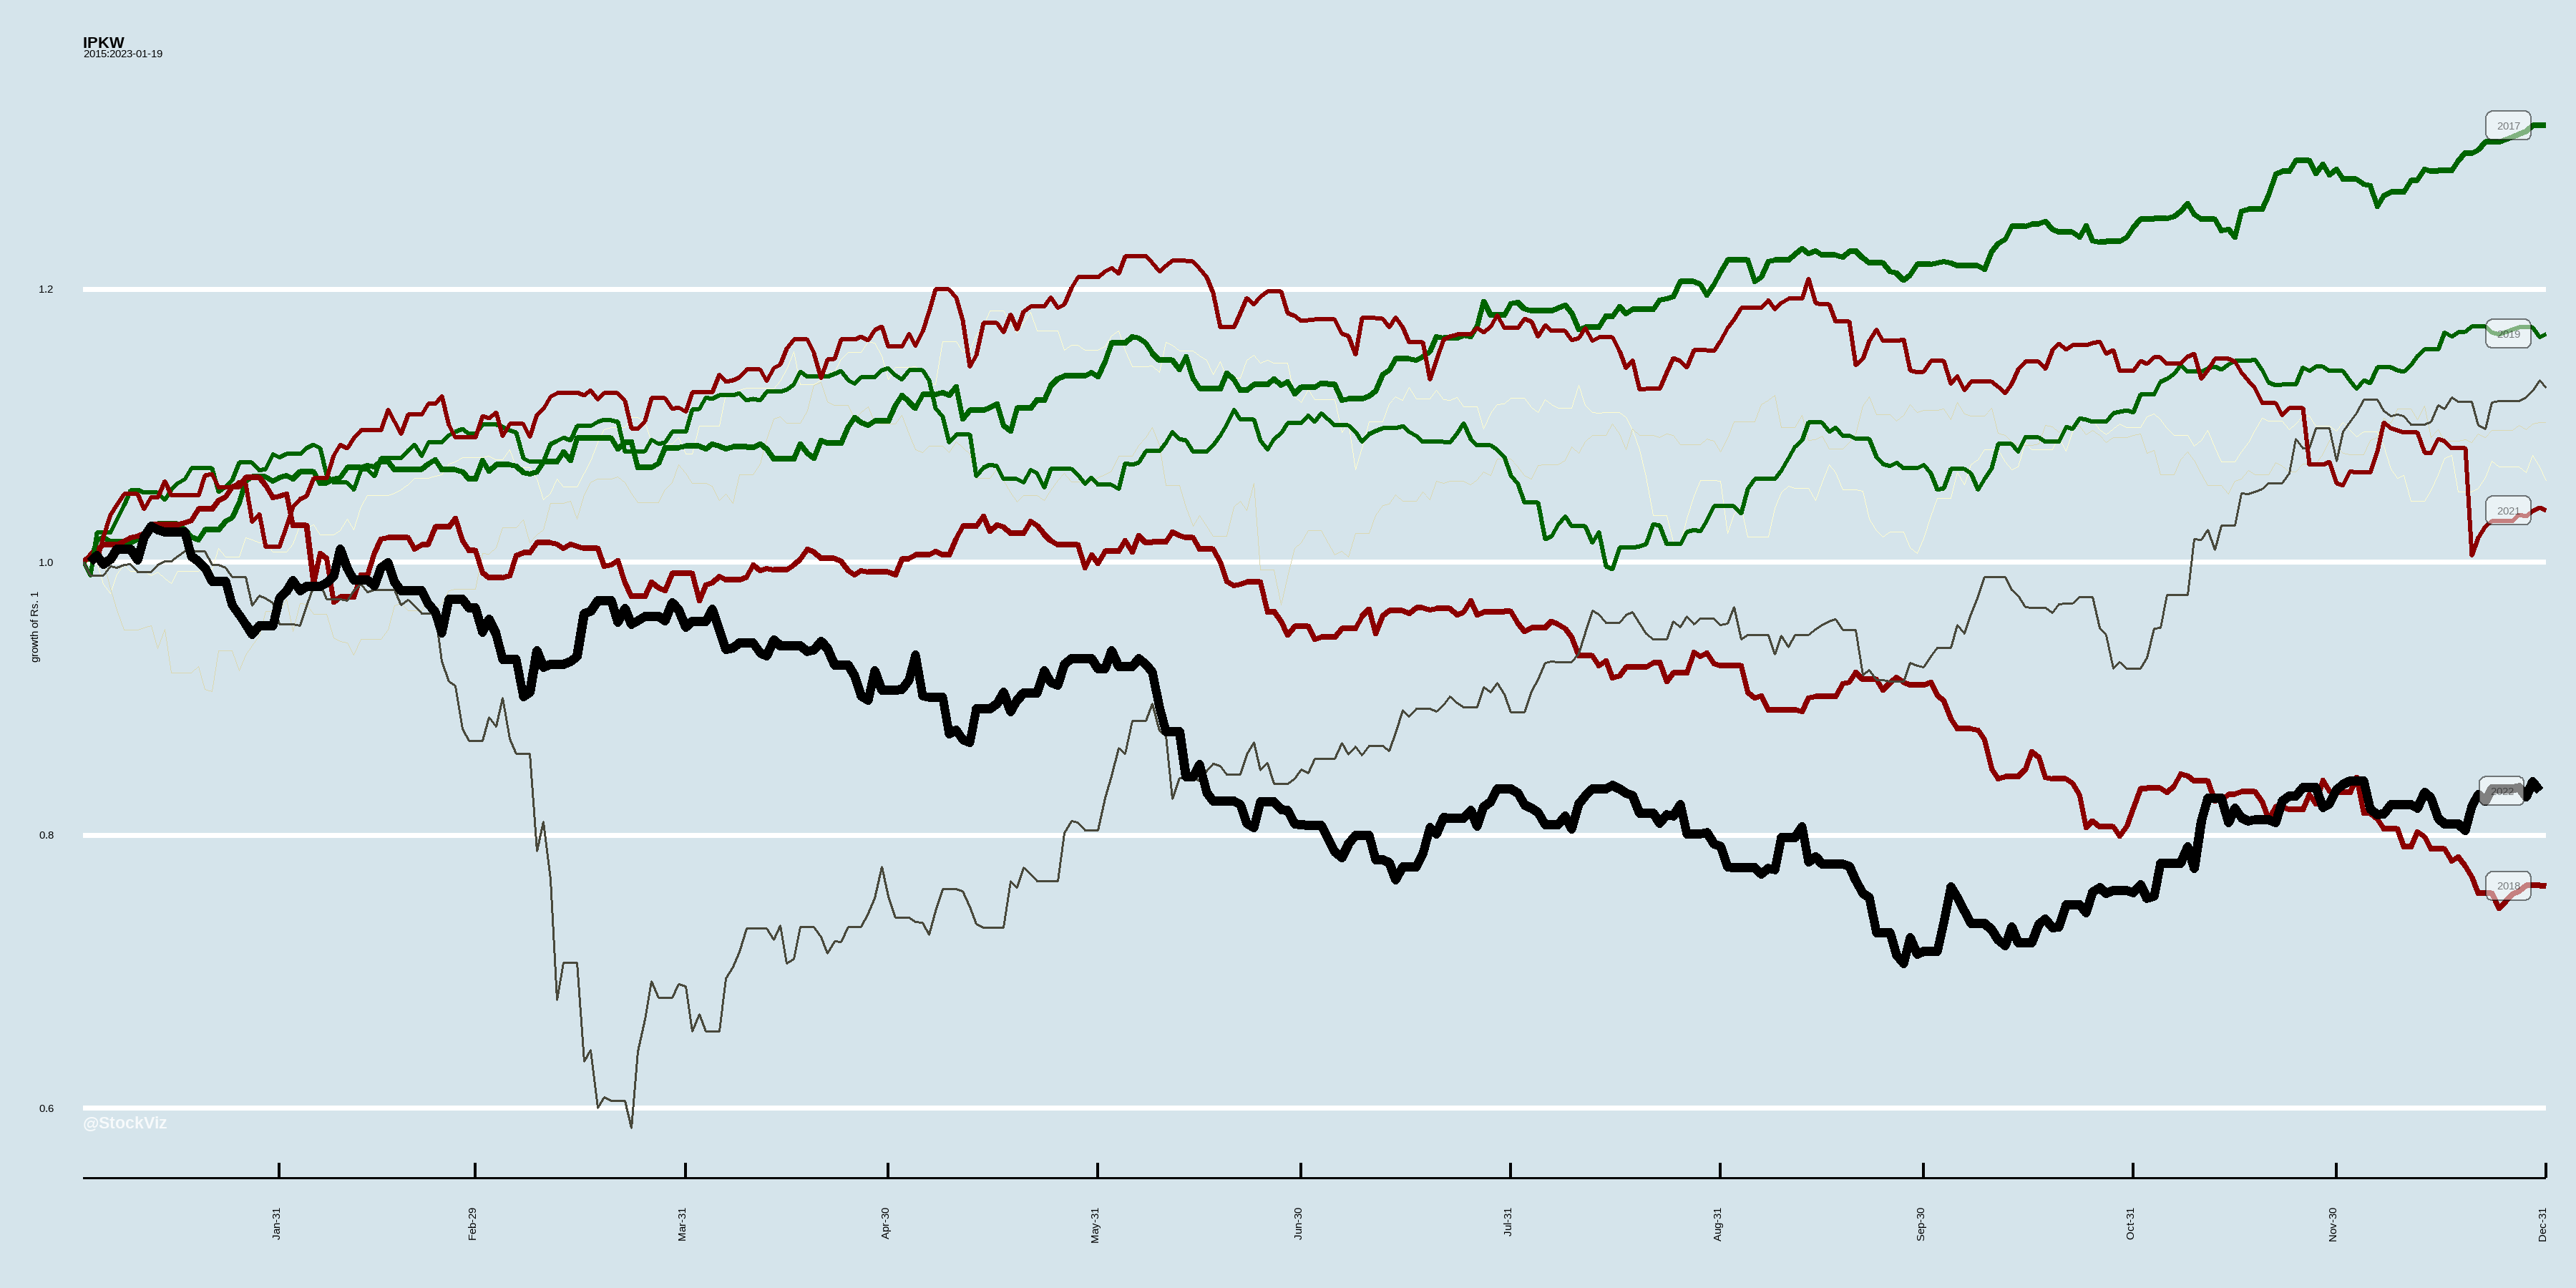 IPKW
2015:2023-01-19
2017
1.2
2019
2021
1.0
growth of Rs. 1
2022
0.8
2018
0.6
@StockViz
Jan-31
Feb-29
Mar-31
Apr-30
May-31
Jun-30
Jul-31
Aug-31
Sep-30
Oct-31
Nov-30
Dec-31